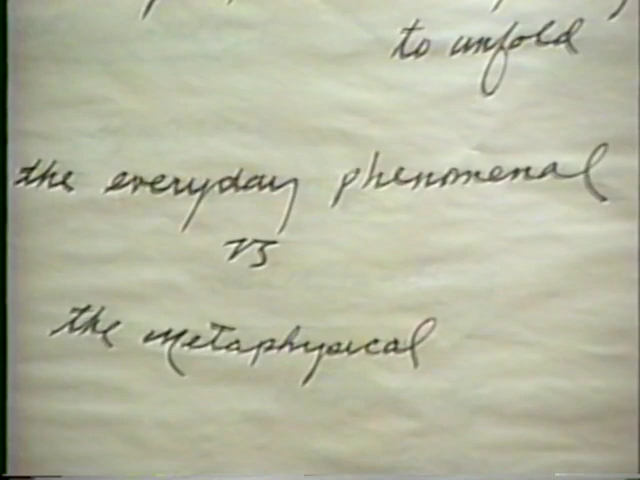 to unfold
the everyday phenomenal
vs
the metaphysical